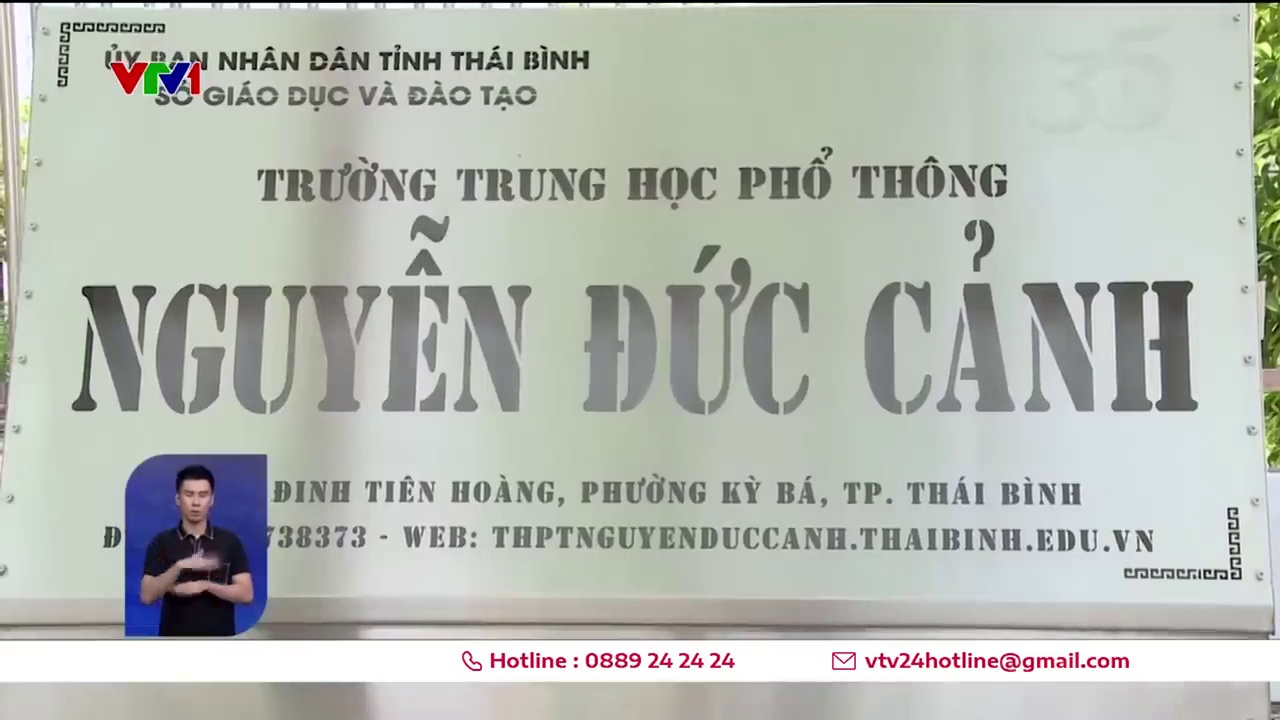 ỦY BAN NHÂN DÂN TỈNH THÁI BÌNH
VTV1
SỞ GIÁO DỤC VÀ ĐÀO TẠO
TRƯỜNG TRUNG HỌC PHỔ THÔNG
NGUYỄN ĐỨC CẢNH
ĐINH TIÊN HOÀNG, PHƯỜNG KỲ BÁ, TP. THÁI BÌNH
738373 - WEB: THPTNGUYENDUCCANH.THAIBINH.EDU.VN
Hotline : 0889 24 24 24
vtv24hotline@gmail.com